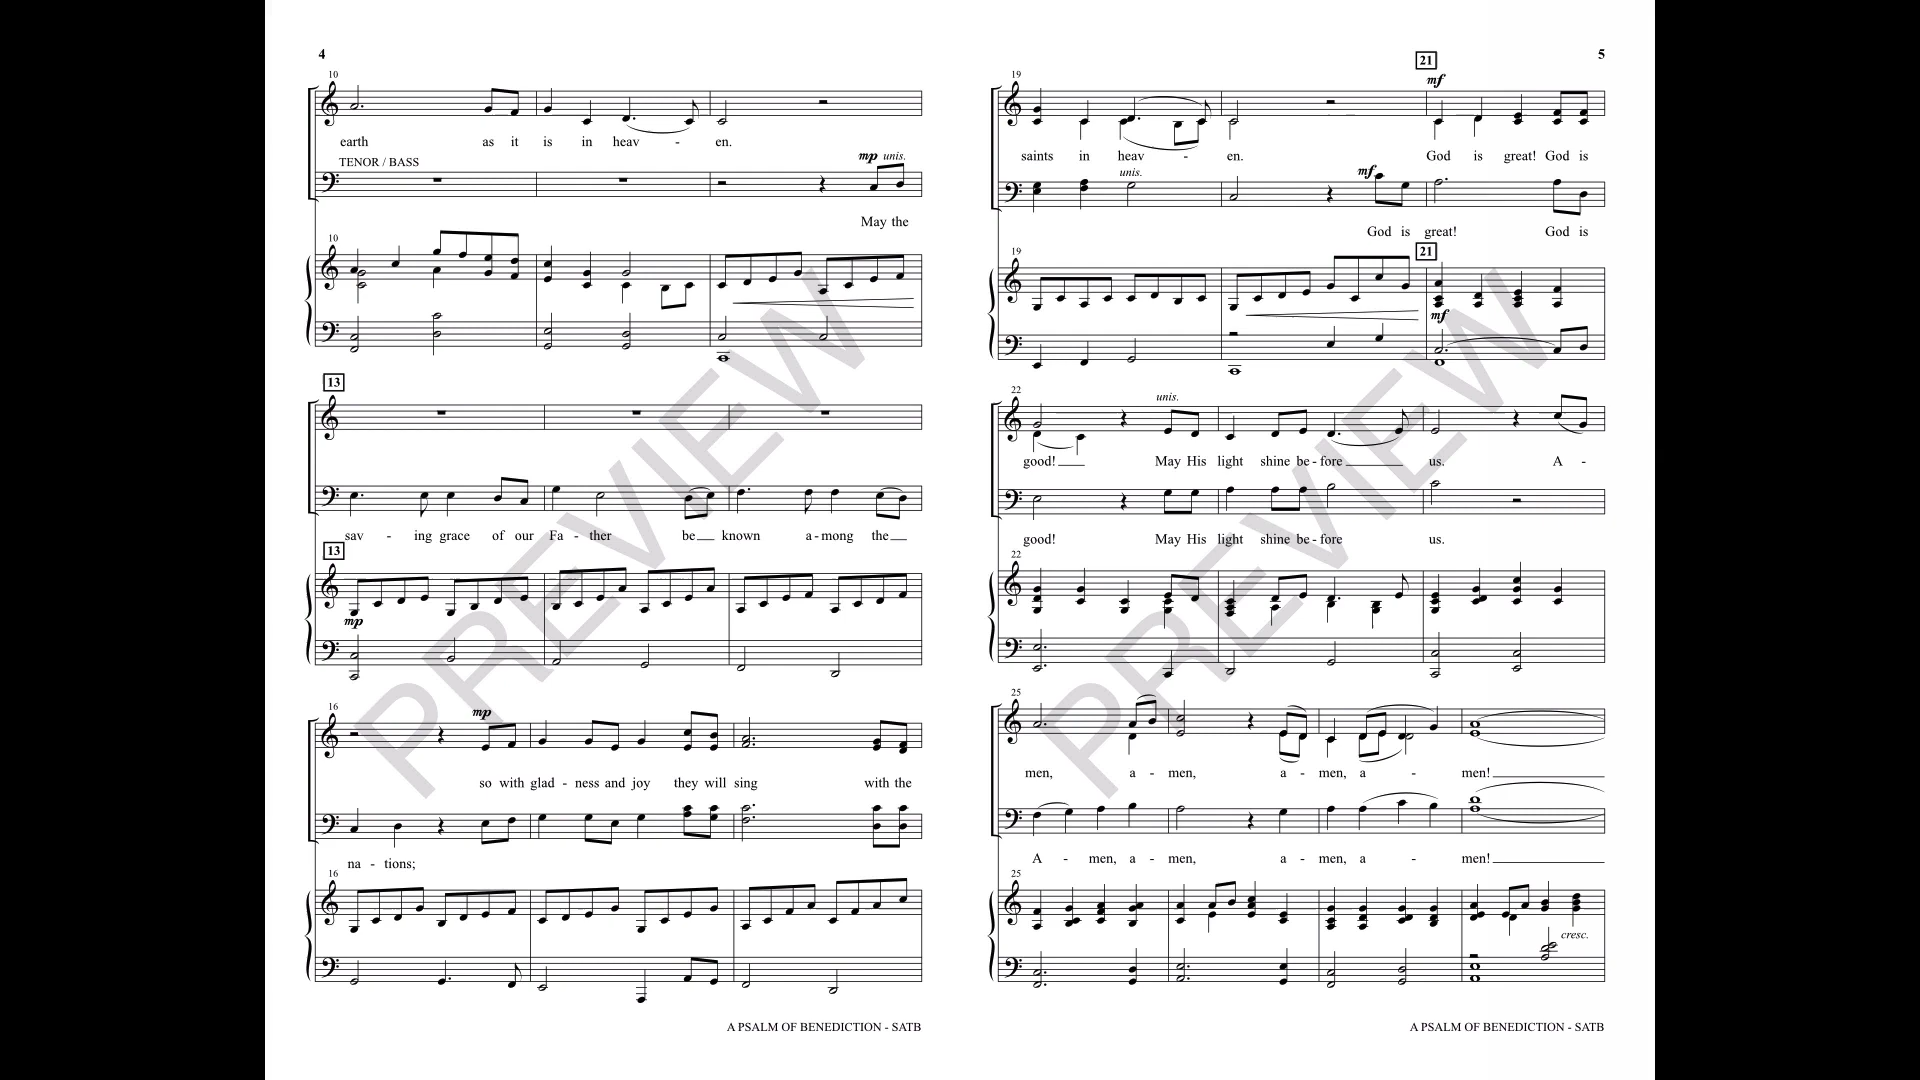 4
10
earth as it is in heav - en.
TENOR / BASS
mp unis.
May the
10
13
sav - ing grace of our Fa - ther be known a - mong the
13
mp
16
mp
so with glad - ness and joy they will sing with the
na - tions;
16
A PSALM OF BENEDICTION - SATB
5
21
19
mf
saints in heav - en. God is great! God is
unis.
mf
God is great! God is
19
21
mf
22
unis.
good! May His light shine be - fore us. A -
good! May His light shine be - fore us.
22
25
men, a - men, a - men, a - men!
A - men, a - men, a - men, a - men!
25
cresc.
A PSALM OF BENEDICTION - SATB
PREVIEW
PREVIEW